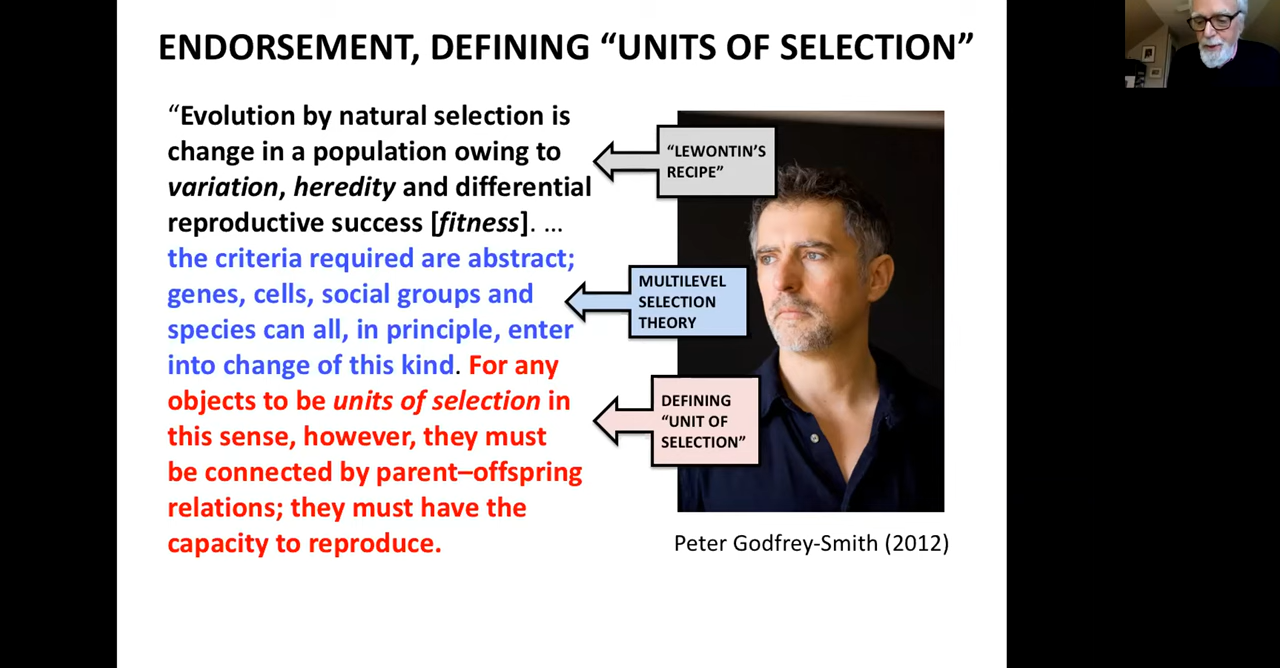 ENDORSEMENT, DEFINING “UNITS OF SELECTION”
“Evolution by natural selection is
change in a population owing to
variation, heredity and differential
reproductive success [fitness]. …
the criteria required are abstract;
genes, cells, social groups and
species can all, in principle, enter
into change of this kind. For any
objects to be units of selection in
this sense, however, they must
be connected by parent–offspring
relations; they must have the
capacity to reproduce.
“LEWONTIN’S
RECIPE”
MULTILEVEL
SELECTION
THEORY
DEFINING
“UNIT OF
SELECTION”
Peter Godfrey-Smith (2012)